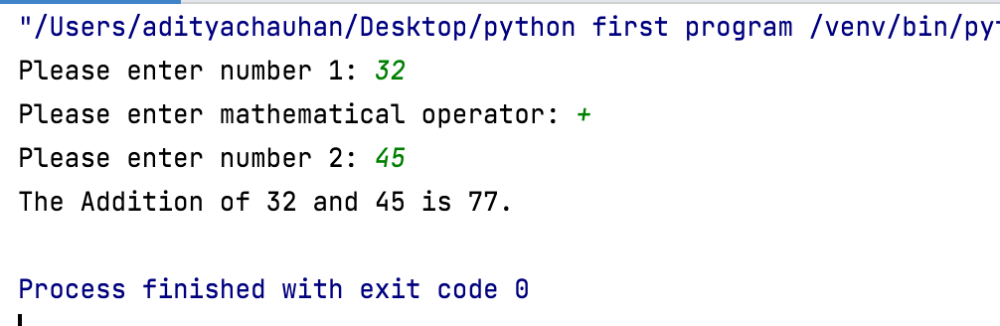 "/Users/adityachauhan/Desktop/python first program /venv/bin/py
Please enter number 1: 32
Please enter mathematical operator: +
Please enter number 2: 45
The Addition of 32 and 45 is 77.
Process finished with exit code 0